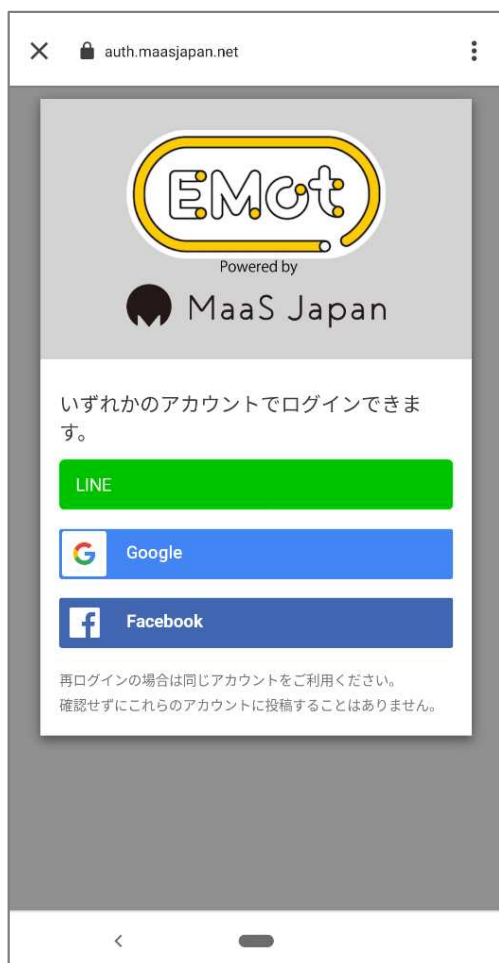 auth.maasjapan.net
EMot
Powered by
MaaS Japan
いずれかのアカウントでログインできま
す。
LINE
Google
Facebook
再ログインの場合は同じアカウントをご利用ください。
確認せずにこれらのアカウントに投稿することはありません。